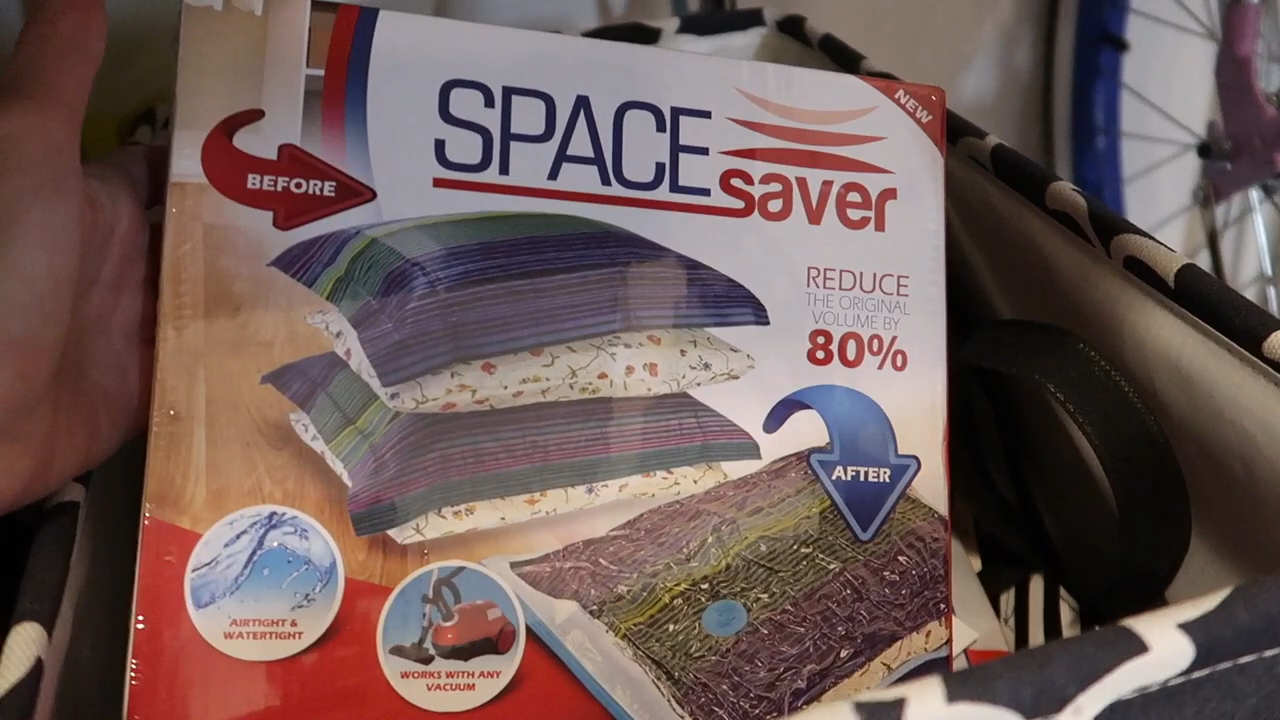 NEW
SPACE
saver
BEFORE
REDUCE
THE ORIGINAL
VOLUME BY
80%
AFTER
AIRTIGHT &
WATERTIGHT
WORKS WITH ANY
VACUUM